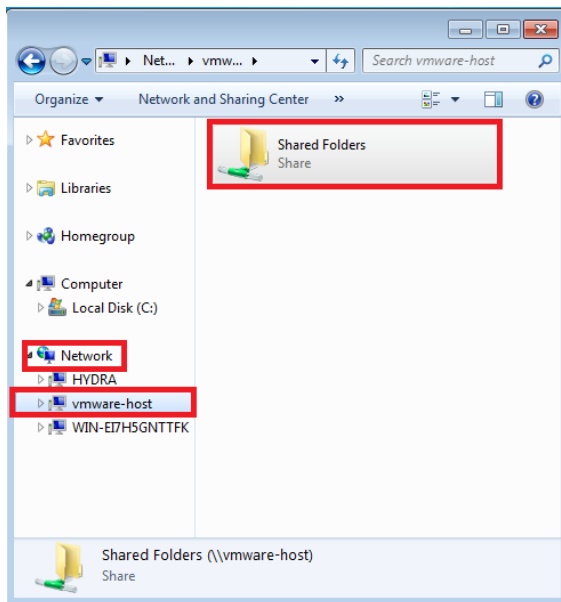 Net... vmw... Search vmware-host
Organize Network and Sharing Center »
Favorites
Libraries
Homegroup
Computer
Local Disk (C:)
Network
HYDRA
vmware-host
WIN-EI7H5GNTTFK
Shared Folders
Share
Shared Folders (\\vmware-host)
Share